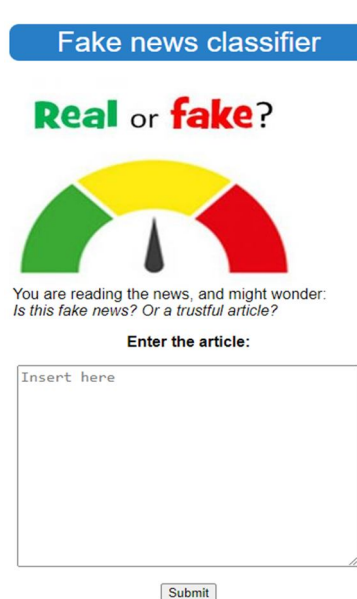 Fake news classifier
Real or fake?
You are reading the news, and might wonder:
Is this fake news? Or a trustful article?
Enter the article:
Insert here
Submit